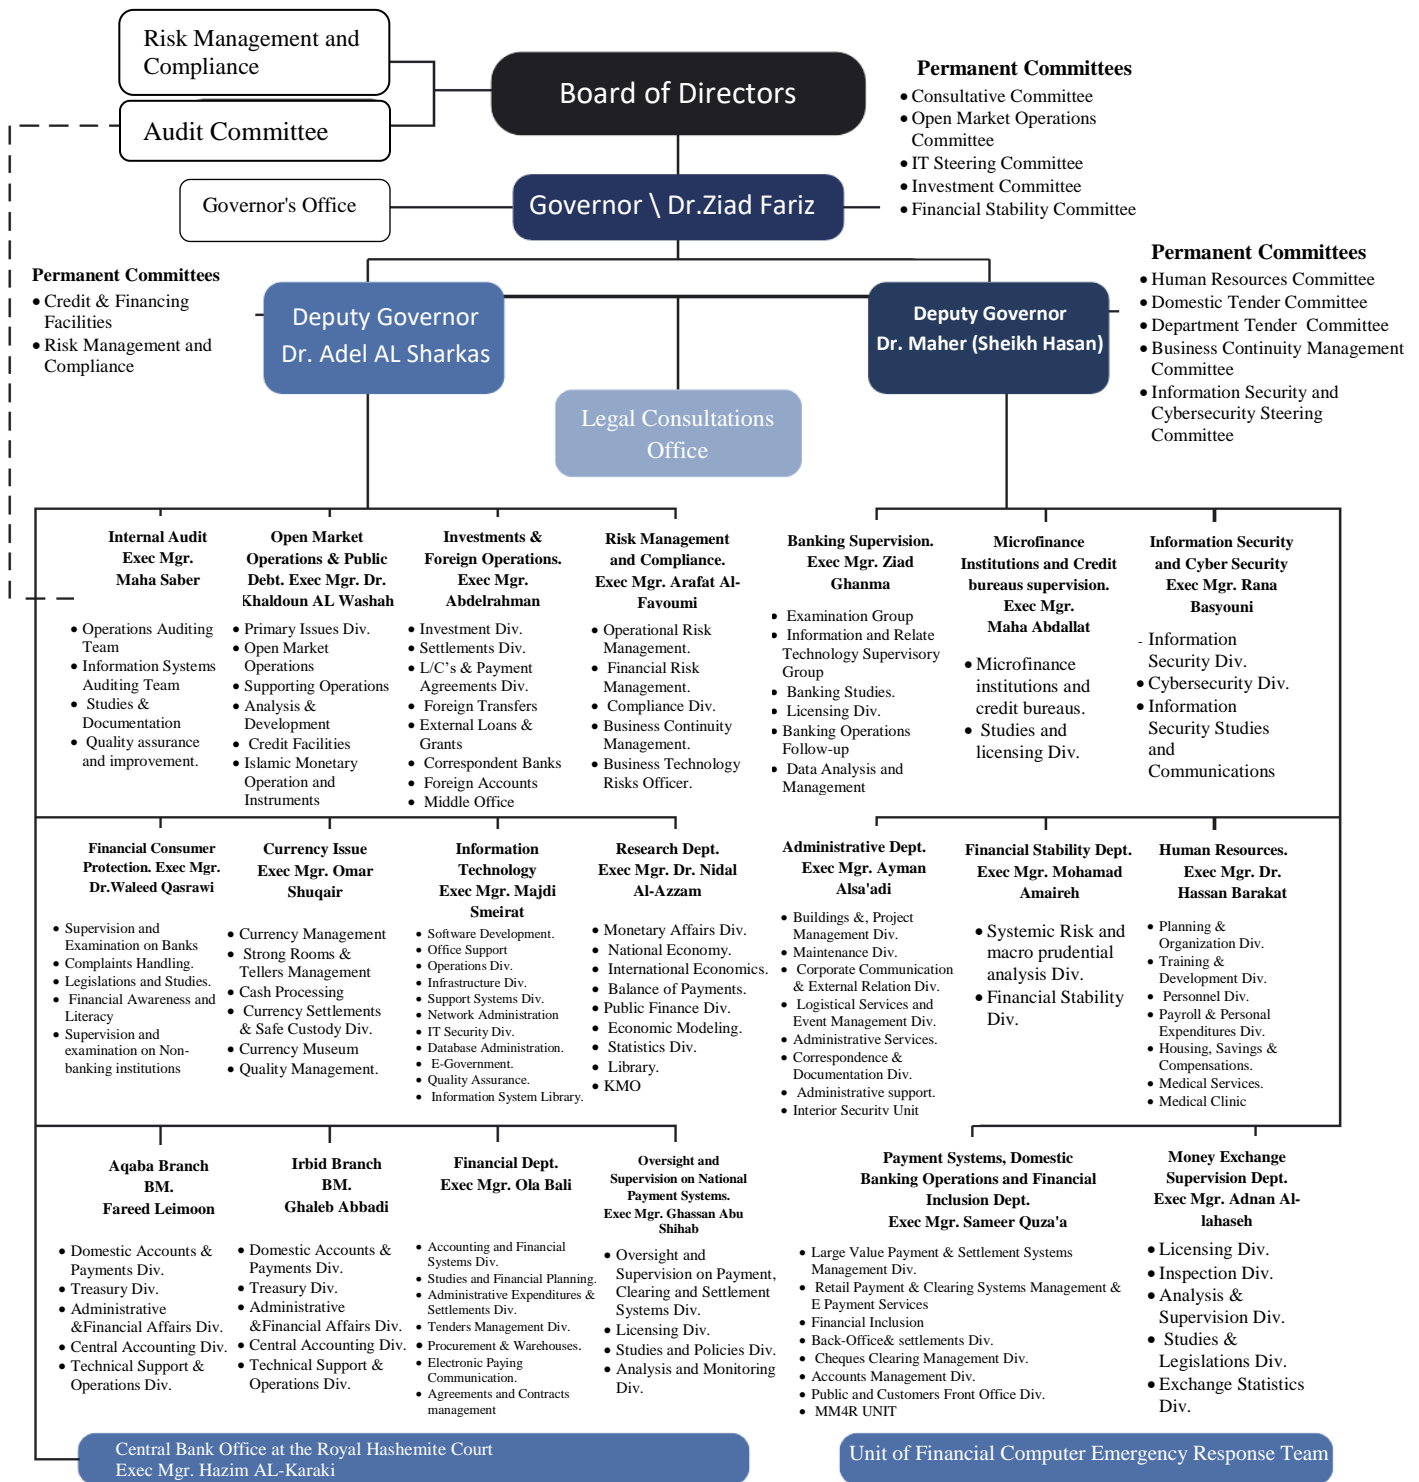 Risk Management and
Compliance
Audit Committee
Board of Directors
Permanent Committees
• Consultative Committee
• Open Market Operations
Committee
• IT Steering Committee
• Investment Committee
• Financial Stability Committee
Governor's Office
Governor \ Dr.Ziad Fariz
Permanent Committees
• Credit & Financing
Facilities
• Risk Management and
Compliance
Deputy Governor
Dr. Adel AL Sharkas
Deputy Governor
Dr. Maher (Sheikh Hasan)
Permanent Committees
• Human Resources Committee
• Domestic Tender Committee
• Department Tender Committee
• Business Continuity Management
Committee
• Information Security and
Cybersecurity Steering
Committee
Legal Consultations
Office
Internal Audit
Exec Mgr.
Maha Saber
• Operations Auditing
Team
• Information Systems
Auditing Team
• Studies &
Documentation
• Quality assurance
and improvement.
Open Market
Operations & Public
Debt. Exec Mgr. Dr.
Khaldoun AL Washah
• Primary Issues Div.
• Open Market
Operations
• Supporting Operations
• Analysis &
Development
• Credit Facilities
• Islamic Monetary
Operation and
Instruments
Investments &
Foreign Operations.
Exec Mgr.
Abdelrahman
• Investment Div.
• Settlements Div.
• L/C's & Payment
Agreements Div.
• Foreign Transfers
• External Loans &
Grants
• Correspondent Banks
• Foreign Accounts
• Middle Office
Risk Management
and Compliance.
Exec Mgr. Arafat Al-
Fayoumi
• Operational Risk
Management.
• Financial Risk
Management.
• Compliance Div.
• Business Continuity
Management.
• Business Technology
Risks Officer.
Banking Supervision.
Exec Mgr. Ziad
Ghanma
• Examination Group
• Information and Relate
Technology Supervisory
Group
• Banking Studies.
• Licensing Div.
• Banking Operations
Follow-up
• Data Analysis and
Management
Microfinance
Institutions and Credit
bureaus supervision.
Exec Mgr.
Maha Abdallat
• Microfinance
institutions and
credit bureaus.
• Studies and
licensing Div.
Information Security
and Cyber Security
Exec Mgr. Rana
Basyouni
- Information
Security Div.
• Cybersecurity Div.
• Information
Security Studies
and
Communications
Financial Consumer
Protection. Exec Mgr.
Dr.Waleed Qasrawi
• Supervision and
Examination on Banks
• Complaints Handling.
• Legislations and Studies.
• Financial Awareness and
Literacy
• Supervision and
examination on Non-
banking institutions
Currency Issue
Exec Mgr. Omar
Shuqair
• Currency Management
• Strong Rooms &
Tellers Management
• Cash Processing
• Currency Settlements
& Safe Custody Div.
• Currency Museum
• Quality Management.
Information
Technology
Exec Mgr. Majdi
Smeirat
• Software Development.
• Office Support
• Operations Div.
• Infrastructure Div.
• Support Systems Div.
• Network Administration
• IT Security Div.
• Database Administration.
• E-Government.
• Quality Assurance.
• Information System Library.
Research Dept.
Exec Mgr. Dr. Nidal
Al-Azzam
• Monetary Affairs Div.
• National Economy.
• International Economics.
• Balance of Payments.
• Public Finance Div.
• Economic Modeling.
• Statistics Div.
• Library.
• KMO
Administrative Dept.
Exec Mgr. Ayman
Alsa'adi
• Buildings &, Project
Management Div.
• Maintenance Div.
• Corporate Communication
& External Relation Div.
• Logistical Services and
Event Management Div.
• Administrative Services.
• Correspondence &
Documentation Div.
• Administrative support.
• Interior Security Unit
Financial Stability Dept.
Exec Mgr. Mohamad
Amaireh
• Systemic Risk and
macro prudential
analysis Div.
• Financial Stability
Div.
Human Resources.
Exec Mgr. Dr.
Hassan Barakat
• Planning &
Organization Div.
• Training &
Development Div.
• Personnel Div.
• Payroll & Personal
Expenditures Div.
• Housing, Savings &
Compensations.
• Medical Services.
• Medical Clinic
Aqaba Branch
BM.
Fareed Leimoon
• Domestic Accounts &
Payments Div.
• Treasury Div.
• Administrative
&Financial Affairs Div.
• Central Accounting Div.
• Technical Support &
Operations Div.
Irbid Branch
BM.
Ghaleb Abbadi
• Domestic Accounts &
Payments Div.
• Treasury Div.
• Administrative
&Financial Affairs Div.
• Central Accounting Div.
• Technical Support &
Operations Div.
Financial Dept.
Exec Mgr. Ola Bali
• Accounting and Financial
Systems Div.
• Studies and Financial Planning.
• Administrative Expenditures &
Settlements Div.
• Tenders Management Div.
• Procurement & Warehouses.
• Electronic Paying
Communication.
• Agreements and Contracts
management
Oversight and
Supervision on National
Payment Systems.
Exec Mgr. Ghassan Abu
Shihab
• Oversight and
Supervision on Payment,
Clearing and Settlement
Systems Div.
• Licensing Div.
• Studies and Policies Div.
• Analysis and Monitoring
Div.
Payment Systems, Domestic
Banking Operations and Financial
Inclusion Dept.
Exec Mgr. Sameer Quza'a
• Large Value Payment & Settlement Systems
Management Div.
• Retail Payment & Clearing Systems Management &
E Payment Services
• Financial Inclusion
• Back-Office& settlements Div.
• Cheques Clearing Management Div.
• Accounts Management Div.
• Public and Customers Front Office Div.
• MM4R UNIT
Money Exchange
Supervision Dept.
Exec Mgr. Adnan Al-
lahaseh
• Licensing Div.
• Inspection Div.
• Analysis &
Supervision Div.
• Studies &
Legislations Div.
• Exchange Statistics
Div.
Central Bank Office at the Royal Hashemite Court
Exec Mgr. Hazim AL-Karaki
Unit of Financial Computer Emergency Response Team